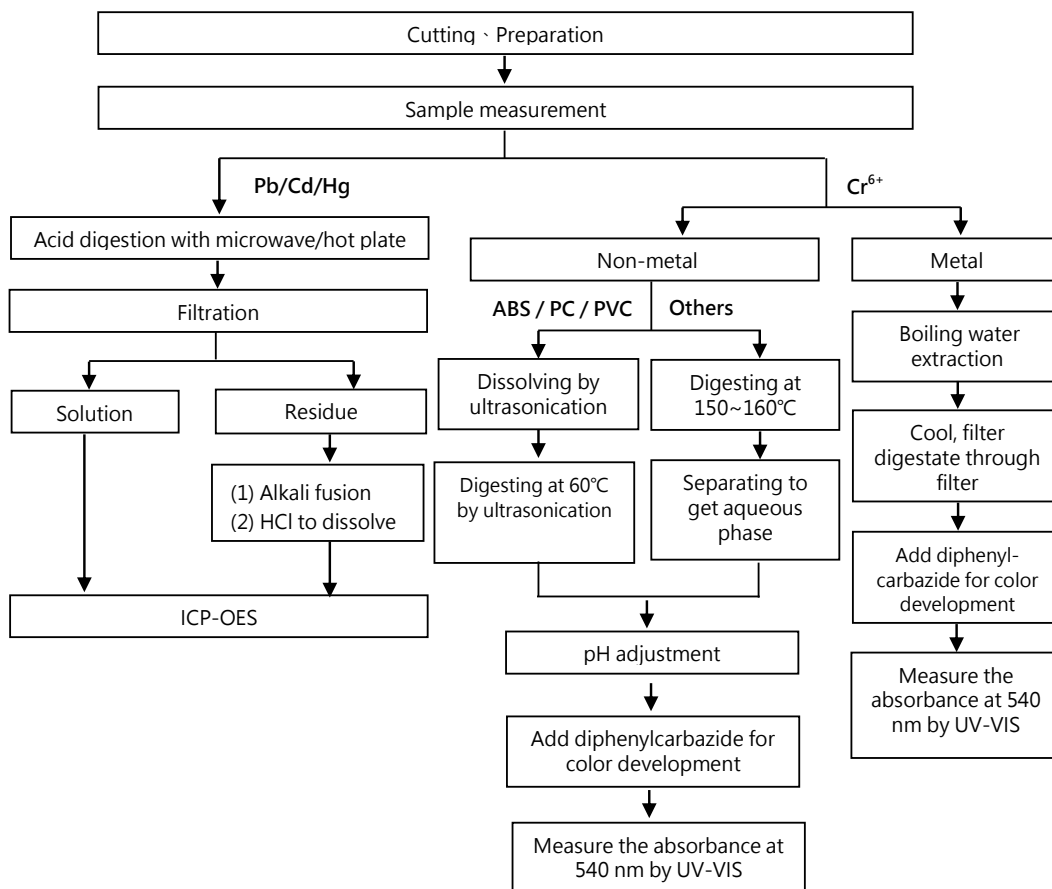 Cutting、Preparation
Sample measurement
Pb/Cd/Hg
Cr⁶⁺
Acid digestion with microwave/hot plate
Non-metal
Metal
Filtration
ABS / PC / PVC
Others
Boiling water
extraction
Solution
Residue
Dissolving by
ultrasonication
Digesting at
150~160℃
Cool, filter
digestate through
filter
(1) Alkali fusion
(2) HCl to dissolve
Digesting at 60℃
by ultrasonication
Separating to
get aqueous
phase
Add diphenyl-
carbazide for color
development
ICP-OES
pH adjustment
Measure the
absorbance at 540
nm by UV-VIS
Add diphenylcarbazide for
color development
Measure the absorbance at
540 nm by UV-VIS